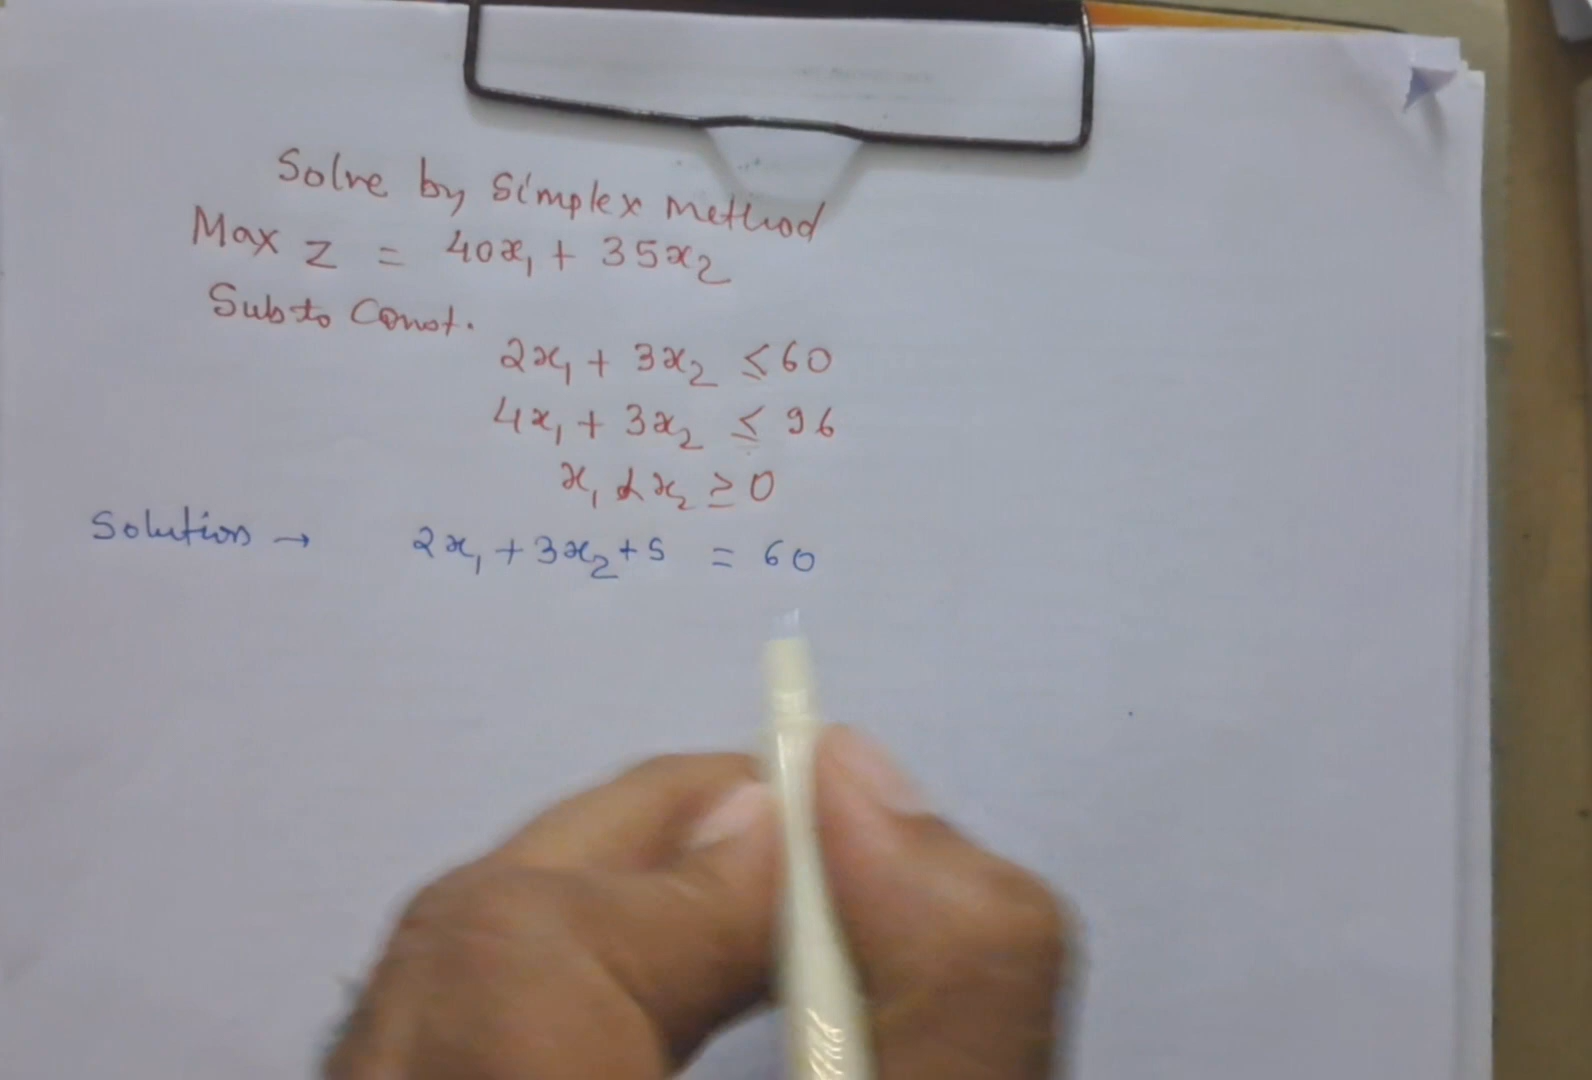 Solve by Simplex method
Max Z = 40x₁ + 35x₂
Sub to Const.
2x₁ + 3x₂ ≤ 60
4x₁ + 3x₂ ≤ 96
x₁ & x₂ ≥ 0
Solution → 2x₁ + 3x₂ + S = 60